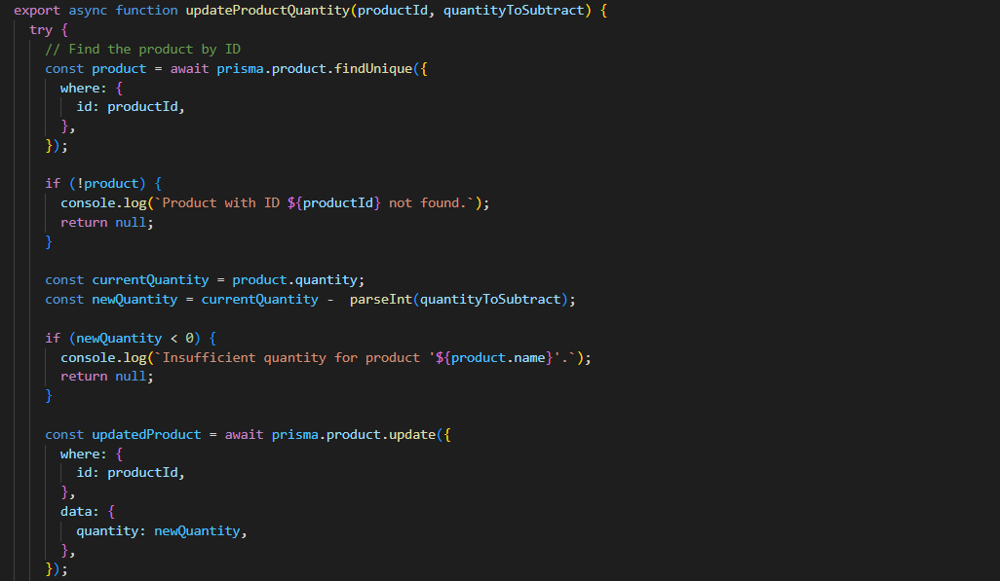 export async function updateProductQuantity(productId, quantityToSubtract) {
  try {
    // Find the product by ID
    const product = await prisma.product.findUnique({
      where: {
        id: productId,
      },
    });

    if (!product) {
      console.log(`Product with ID ${productId} not found.`);
      return null;
    }

    const currentQuantity = product.quantity;
    const newQuantity = currentQuantity -  parseInt(quantityToSubtract);

    if (newQuantity < 0) {
      console.log(`Insufficient quantity for product '${product.name}'.`);
      return null;
    }

    const updatedProduct = await prisma.product.update({
      where: {
        id: productId,
      },
      data: {
        quantity: newQuantity,
      },
    });